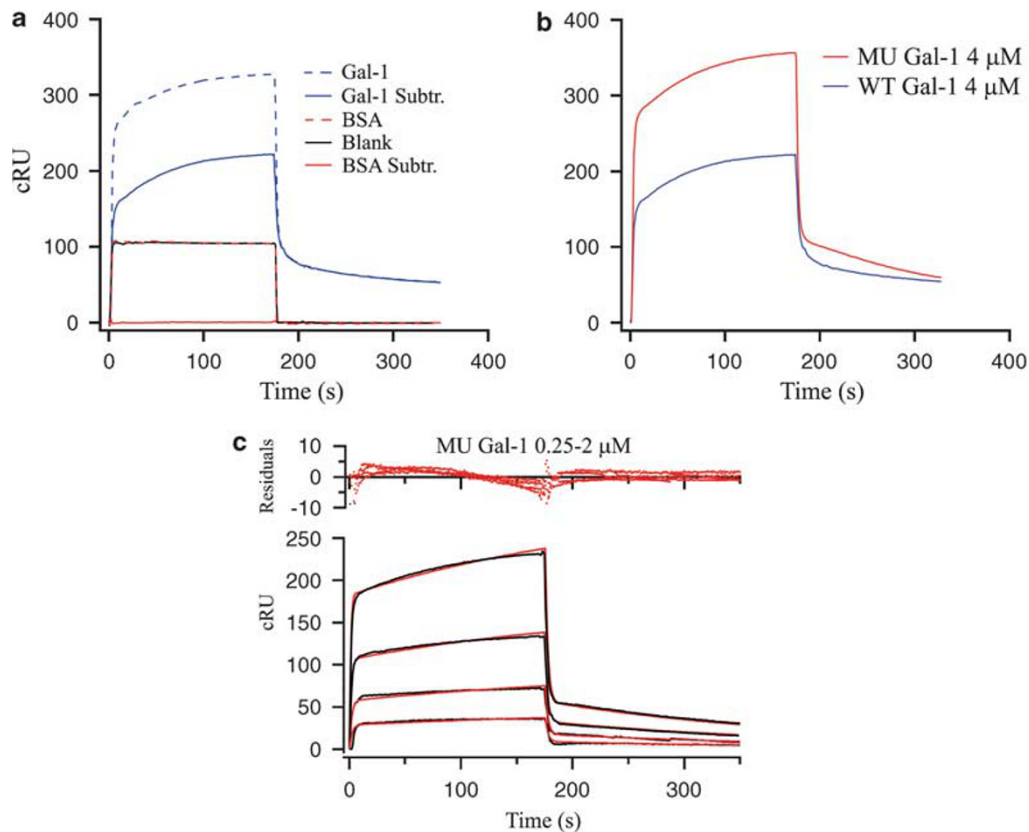 a
400
300
200
100
0
cRU
0 100 200 300 400
Time (s)
Gal-1
Gal-1 Subtr.
BSA
Blank
BSA Subtr.
b
400
300
200
100
0
0 100 200 300 400
Time (s)
MU Gal-1 4 μM
WT Gal-1 4 μM
c
MU Gal-1 0.25-2 μM
Residuals
10
0
-10
250
200
150
100
50
0
cRU
0 100 200 300
Time (s)